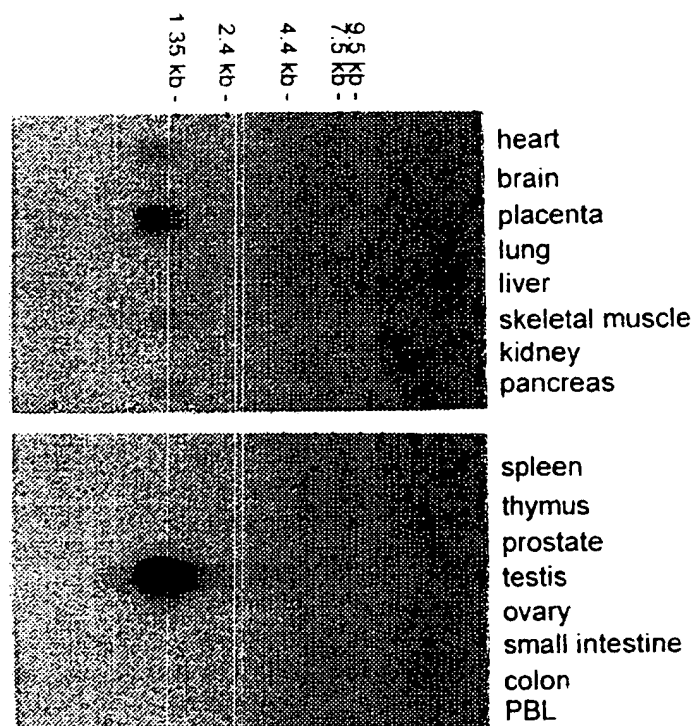 1.35 kb -
2.4 kb -
4.4 kb -
7.5 kb -
9.5 kb -
heart
brain
placenta
lung
liver
skeletal muscle
kidney
pancreas
spleen
thymus
prostate
testis
ovary
small intestine
colon
PBL